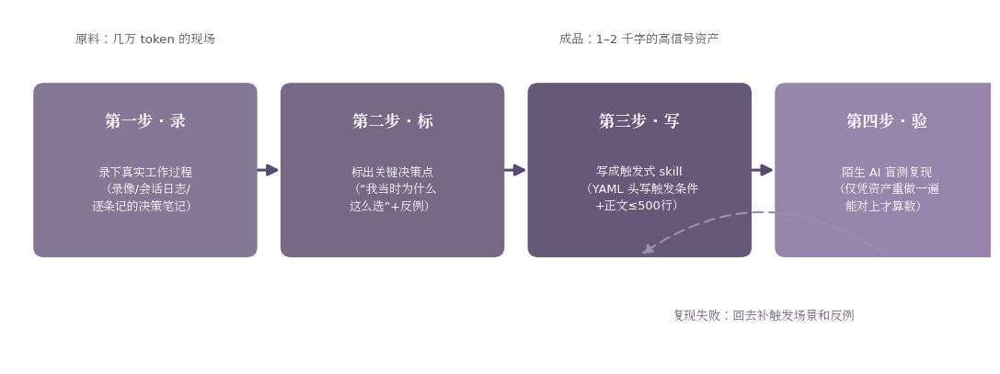 原料：几万 token 的现场
成品：1–2 千字的高信号资产
第一步 · 录
录下真实工作过程
（录像/会话日志/
逐条记的决策笔记）
第二步 · 标
标出关键决策点
（“我当时为什么
这么选”+反例）
第三步 · 写
写成触发式 skill
（YAML 头写触发条件
+正文≤500行）
第四步 · 验
陌生 AI 盲测复现
（仅凭资产重做一遍
能对上才算数）
复现失败：回去补触发场景和反例